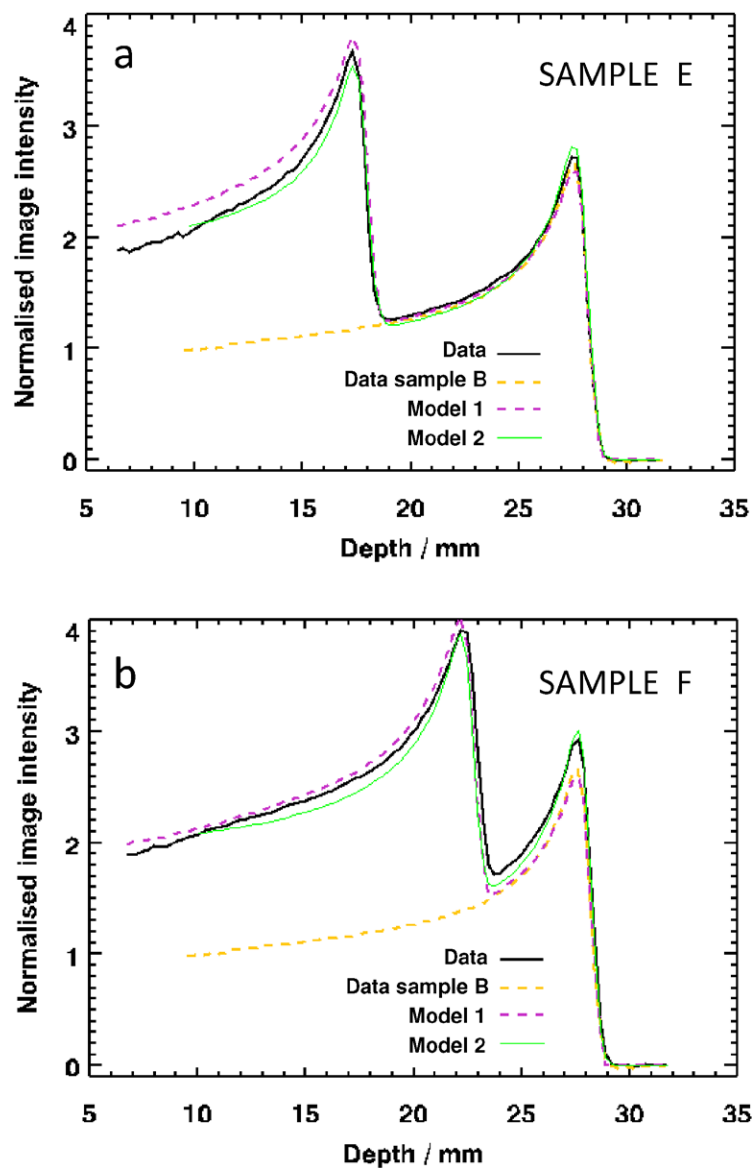 4
a
SAMPLE E
3
Normalised image intensity
2
1
Data
Data sample B
Model 1
Model 2
0
5 10 15 20 25 30 35
Depth / mm
4
b
SAMPLE F
3
Normalised image intensity
2
1
Data
Data sample B
Model 1
Model 2
0
5 10 15 20 25 30 35
Depth / mm